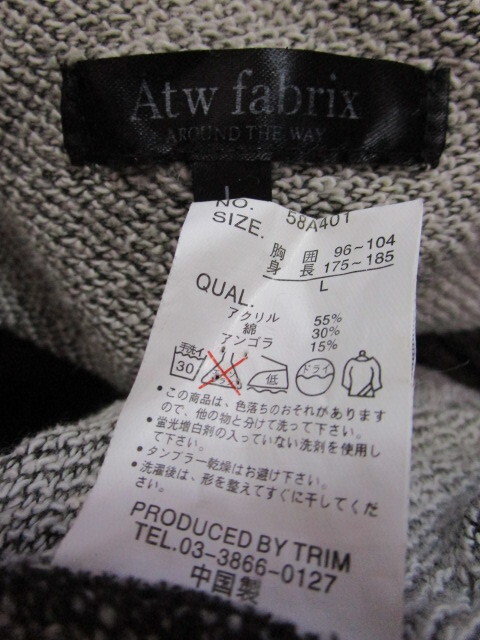 Atw fabrix
AROUND THE WAY
L
NO. 58A401
SIZE.
胸囲 96~104
身長 175~185
L
QUAL.
アクリル 55%
綿 30%
アンゴラ 15%
手洗イ
30
低
ドライ
●この商品は、色落ちのおそれがあります
ので、他の物と分けて洗って下さい。
●蛍光増白剤の入っていない洗剤を使用し
て下さい。
●タンブラー乾燥はお避け下さい。
●洗濯後は、形を整えてすぐに干してくだ
さい。
PRODUCED BY TRIM
TEL.03-3866-0127
中国製